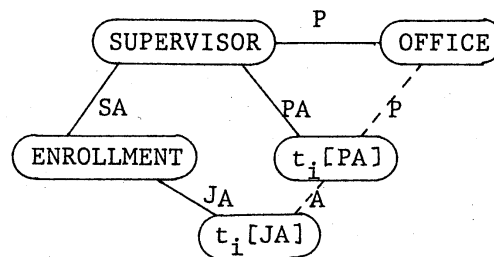 P
SUPERVISOR OFFICE
SA PA P
ENROLLMENT t_i[PA]
JA A
t_i[JA]